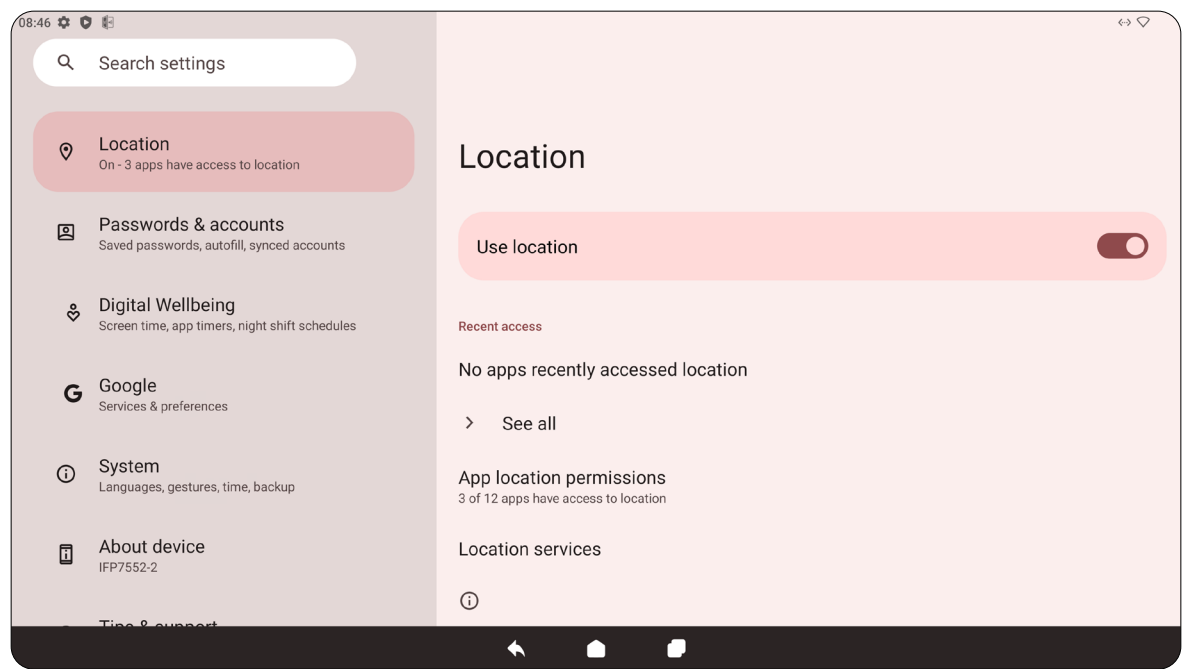 08:46
Search settings
Location
On - 3 apps have access to location
Passwords & accounts
Saved passwords, autofill, synced accounts
Digital Wellbeing
Screen time, app timers, night shift schedules
Google
Services & preferences
System
Languages, gestures, time, backup
About device
IFP7552-2
Tips & support
Location
Use location
Recent access
No apps recently accessed location
See all
App location permissions
3 of 12 apps have access to location
Location services